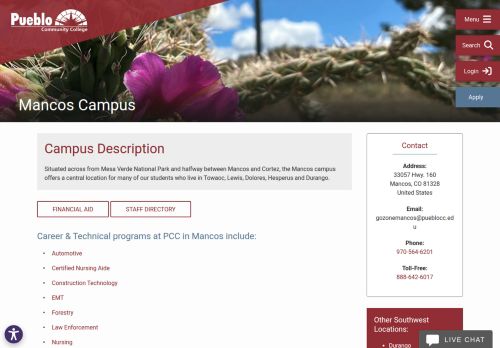 Pueblo
Community College
Menu
Search
Login
Apply
Mancos Campus
Campus Description
Situated across from Mesa Verde National Park and halfway between Mancos and Cortez, the Mancos campus
offers a central location for many of our students who live in Towaoc, Lewis, Dolores, Hesperus and Durango.
FINANCIAL AID
STAFF DIRECTORY
Career & Technical programs at PCC in Mancos include:
Automotive
Certified Nursing Aide
Construction Technology
EMT
Forestry
Law Enforcement
Nursing
Contact
Address:
33057 Hwy. 160
Mancos, CO 81328
United States
Email:
gozonemancos@pueblocc.ed
u
Phone:
970-564-6201
Toll-Free:
888-642-6017
Other Southwest
Locations:
Durango
LIVE CHAT